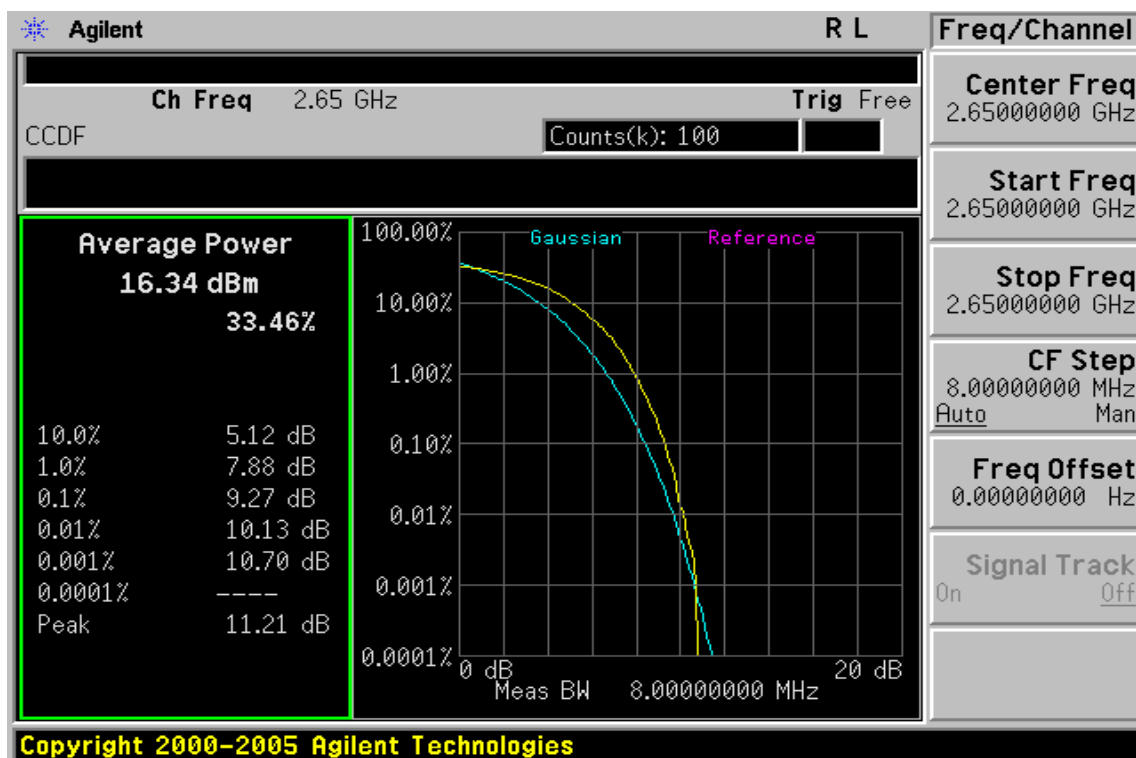 Agilent R L
Ch Freq 2.65 GHz Trig Free
CCDF Counts(k): 100
Average Power
16.34 dBm
33.46%
10.0% 5.12 dB
1.0% 7.88 dB
0.1% 9.27 dB
0.01% 10.13 dB
0.001% 10.70 dB
0.0001% ----
Peak 11.21 dB
Gaussian Reference
100.00%
10.00%
1.00%
0.10%
0.01%
0.001%
0.0001%
0 dB 20 dB
Meas BW 8.00000000 MHz
Freq/Channel
Center Freq
2.65000000 GHz
Start Freq
2.65000000 GHz
Stop Freq
2.65000000 GHz
CF Step
8.00000000 MHz
Auto Man
Freq Offset
0.00000000 Hz
Signal Track
On Off
Copyright 2000-2005 Agilent Technologies